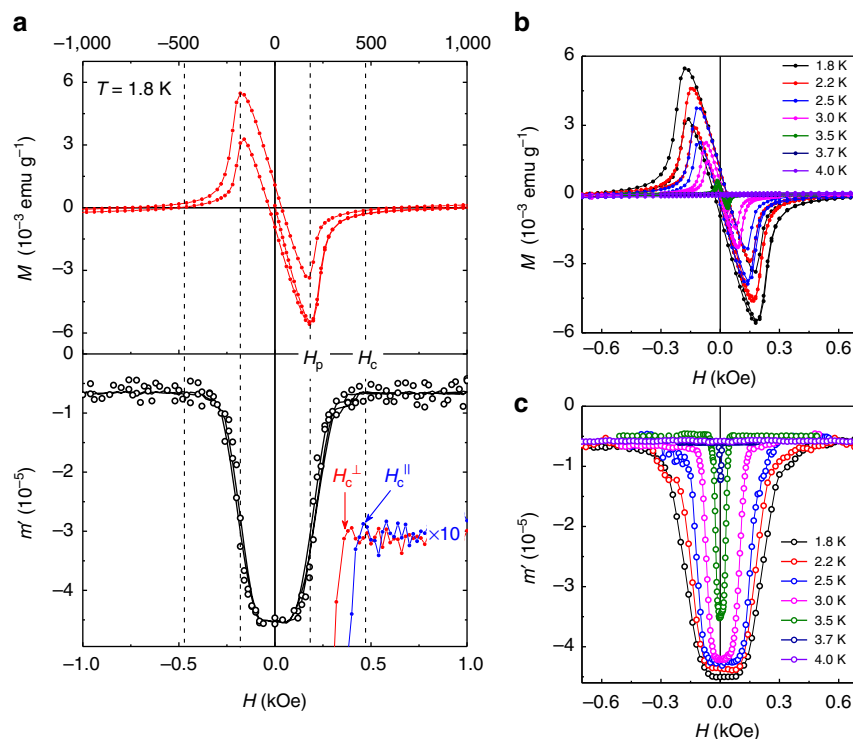 a
−1,000 −500 0 500 1,000
T = 1.8 K
6
3
0
−3
−6
M (10⁻³ emu g⁻¹)
Hp Hc
0
−1
−2
−3
−4
m′ (10⁻⁵)
Hc⊥
Hc∥
×10
−1.0 −0.5 0.0 0.5 1.0
H (kOe)
b
6
3
0
−3
−6
M (10⁻³ emu g⁻¹)
1.8 K
2.2 K
2.5 K
3.0 K
3.5 K
3.7 K
4.0 K
−0.6 −0.3 0.0 0.3 0.6
H (kOe)
c
0
−1
−2
−3
−4
m′ (10⁻⁵)
1.8 K
2.2 K
2.5 K
3.0 K
3.5 K
3.7 K
4.0 K
−0.6 −0.3 0.0 0.3 0.6
H (kOe)